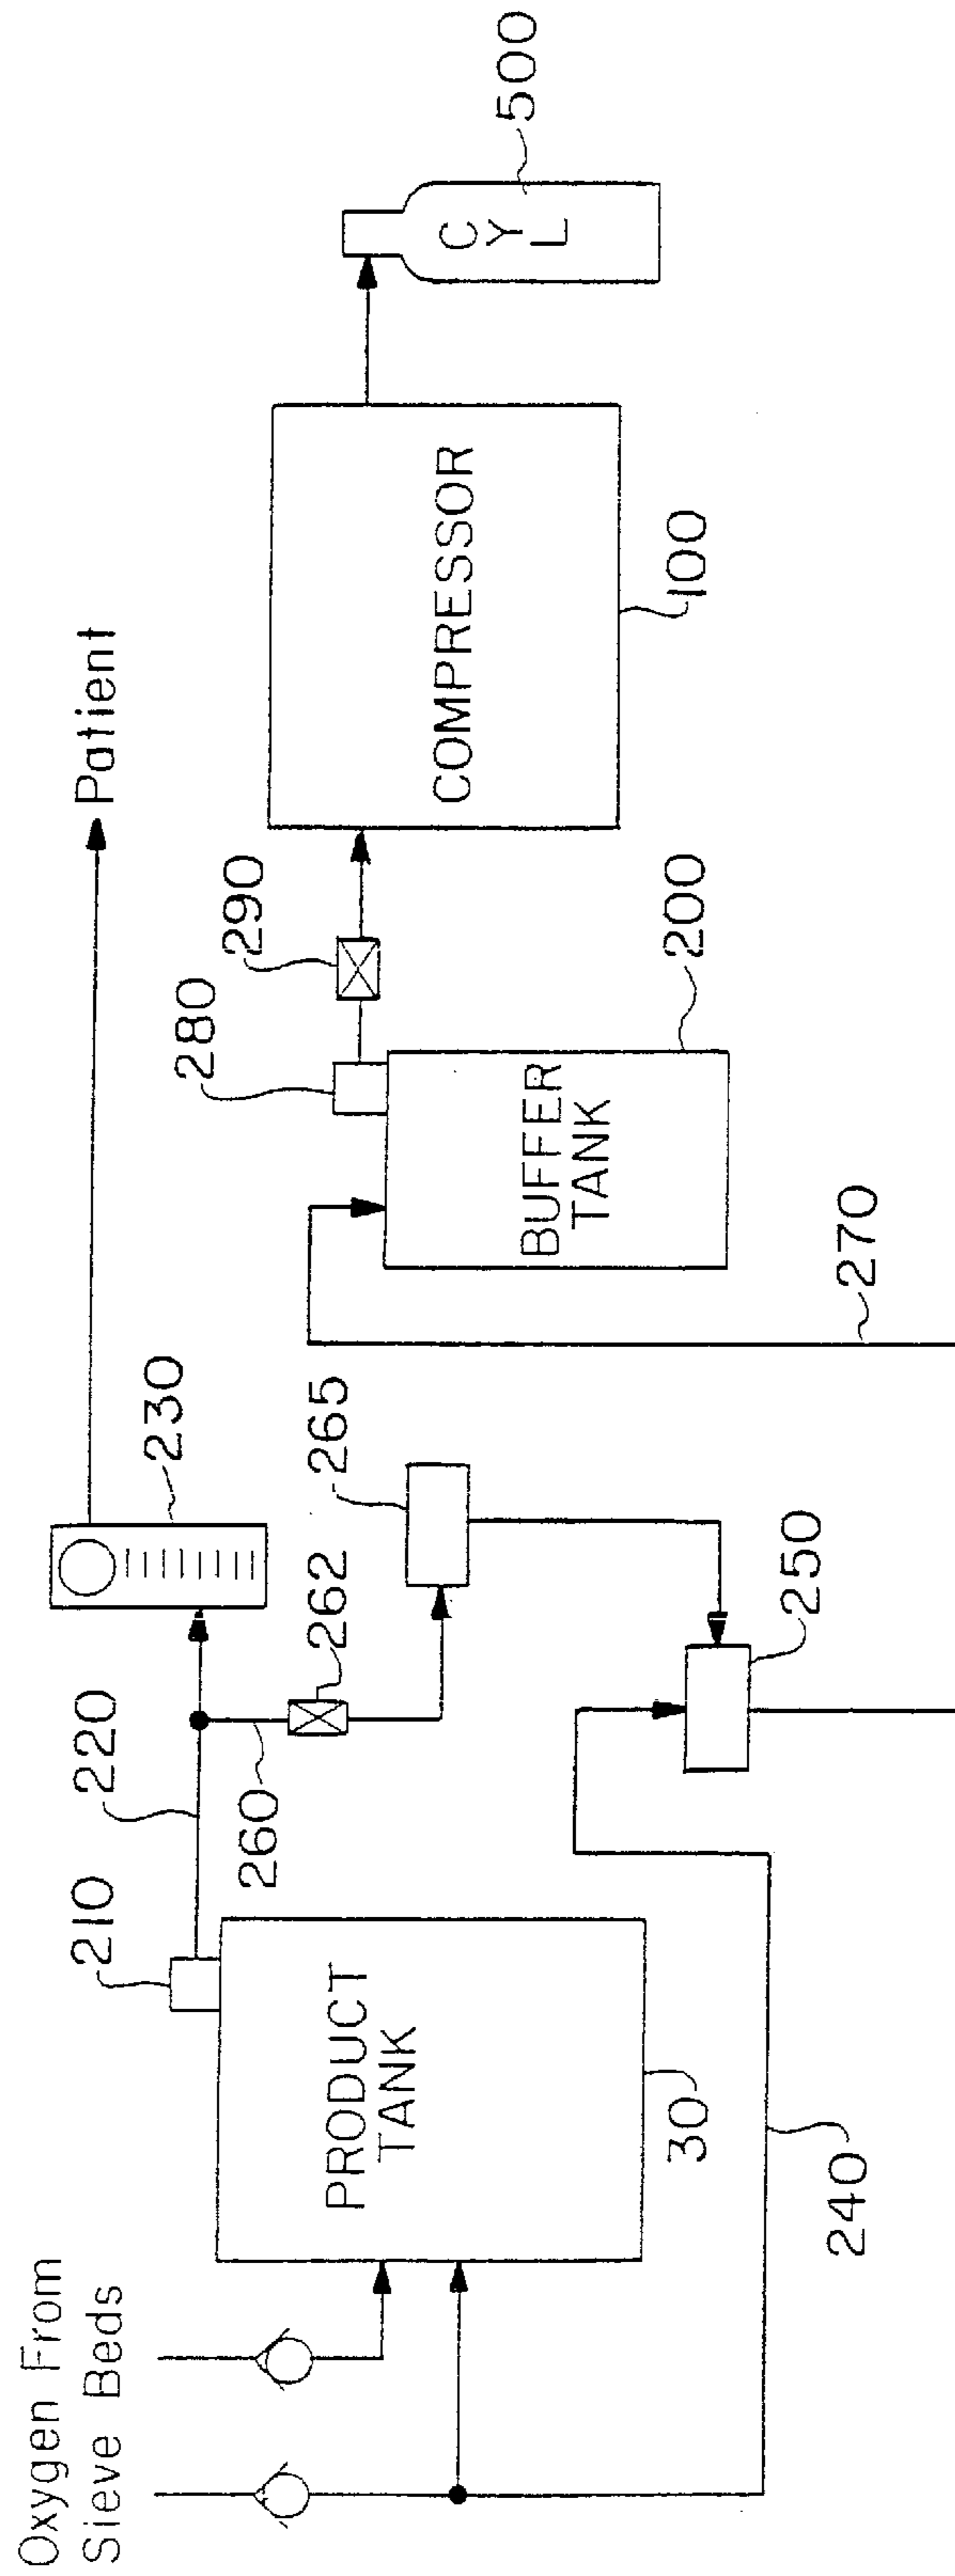 Oxygen From
Sieve Beds
210
220
230
Patient
260
262
265
280
290
500
PRODUCT
TANK
BUFFER
TANK
COMPRESSOR
C
Y
L
30
240
250
270
200
100